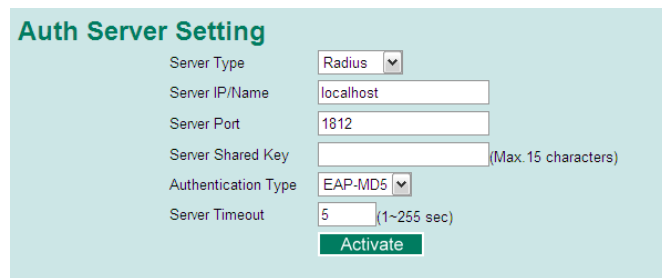 Auth Server Setting
Server Type Radius
Server IP/Name localhost
Server Port 1812
Server Shared Key (Max.15 characters)
Authentication Type EAP-MD5
Server Timeout 5 (1~255 sec)
Activate